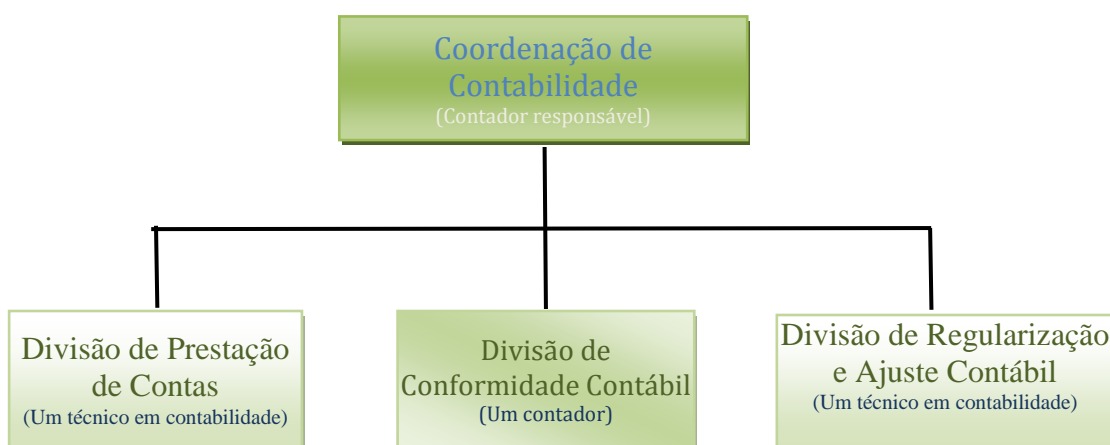 Coordenação de
Contabilidade
(Contador responsável)
Divisão de Prestação
de Contas
(Um técnico em contabilidade)
Divisão de
Conformidade Contábil
(Um contador)
Divisão de Regularização
e Ajuste Contábil
(Um técnico em contabilidade)